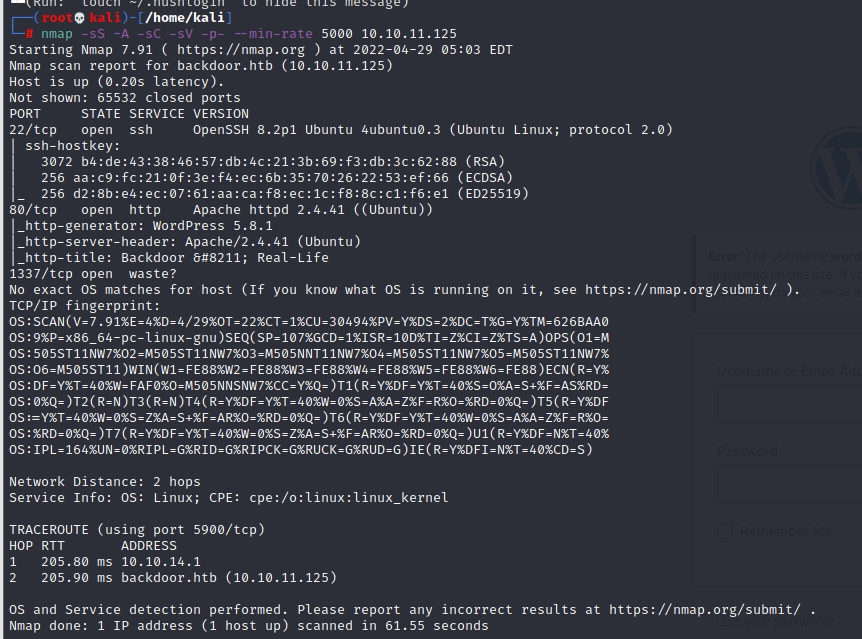 (Run: "touch ~/.hushlogin" to hide this message)
(root💀kali)-[/home/kali]
# nmap -sS -A -sC -sV -p- --min-rate 5000 10.10.11.125
Starting Nmap 7.91 ( https://nmap.org ) at 2022-04-29 05:03 EDT
Nmap scan report for backdoor.htb (10.10.11.125)
Host is up (0.20s latency).
Not shown: 65532 closed ports
PORT     STATE SERVICE VERSION
22/tcp   open  ssh     OpenSSH 8.2p1 Ubuntu 4ubuntu0.3 (Ubuntu Linux; protocol 2.0)
| ssh-hostkey:
|   3072 b4:de:43:38:46:57:db:4c:21:3b:69:f3:db:3c:62:88 (RSA)
|   256 aa:c9:fc:21:0f:3e:f4:ec:6b:35:70:26:22:53:ef:66 (ECDSA)
|_  256 d2:8b:e4:ec:07:61:aa:ca:f8:ec:1c:f8:8c:c1:f6:e1 (ED25519)
80/tcp   open  http    Apache httpd 2.4.41 ((Ubuntu))
|_http-generator: WordPress 5.8.1
|_http-server-header: Apache/2.4.41 (Ubuntu)
|_http-title: Backdoor &#8211; Real-Life
1337/tcp open  waste?
No exact OS matches for host (If you know what OS is running on it, see https://nmap.org/submit/ ).
TCP/IP fingerprint:
OS:SCAN(V=7.91%E=4%D=4/29%OT=22%CT=1%CU=30494%PV=Y%DS=2%DC=T%G=Y%TM=626BAA0
OS:9%P=x86_64-pc-linux-gnu)SEQ(SP=107%GCD=1%ISR=10D%TI=Z%CI=Z%TS=A)OPS(O1=M
OS:505ST11NW7%O2=M505ST11NW7%O3=M505NNT11NW7%O4=M505ST11NW7%O5=M505ST11NW7%
OS:O6=M505ST11)WIN(W1=FE88%W2=FE88%W3=FE88%W4=FE88%W5=FE88%W6=FE88)ECN(R=Y%
OS:DF=Y%T=40%W=FAF0%O=M505NNSNW7%CC=Y%Q=)T1(R=Y%DF=Y%T=40%S=O%A=S+%F=AS%RD=
OS:0%Q=)T2(R=N)T3(R=N)T4(R=Y%DF=Y%T=40%W=0%S=A%A=Z%F=R%O=%RD=0%Q=)T5(R=Y%DF
OS:=Y%T=40%W=0%S=Z%A=S+%F=AR%O=%RD=0%Q=)T6(R=Y%DF=Y%T=40%W=0%S=A%A=Z%F=R%O=
OS:%RD=0%Q=)T7(R=Y%DF=Y%T=40%W=0%S=Z%A=S+%F=AR%O=%RD=0%Q=)U1(R=Y%DF=N%T=40%
OS:IPL=164%UN=0%RIPL=G%RID=G%RIPCK=G%RUCK=G%RUD=G)IE(R=Y%DFI=N%T=40%CD=S)
Network Distance: 2 hops
Service Info: OS: Linux; CPE: cpe:/o:linux:linux_kernel
TRACEROUTE (using port 5900/tcp)
HOP RTT       ADDRESS
1   205.80 ms 10.10.14.1
2   205.90 ms backdoor.htb (10.10.11.125)
OS and Service detection performed. Please report any incorrect results at https://nmap.org/submit/ .
Nmap done: 1 IP address (1 host up) scanned in 61.55 seconds
Error: The username word
registered on this site. If yo
your email
Username or Email Add
Password
Remember Me